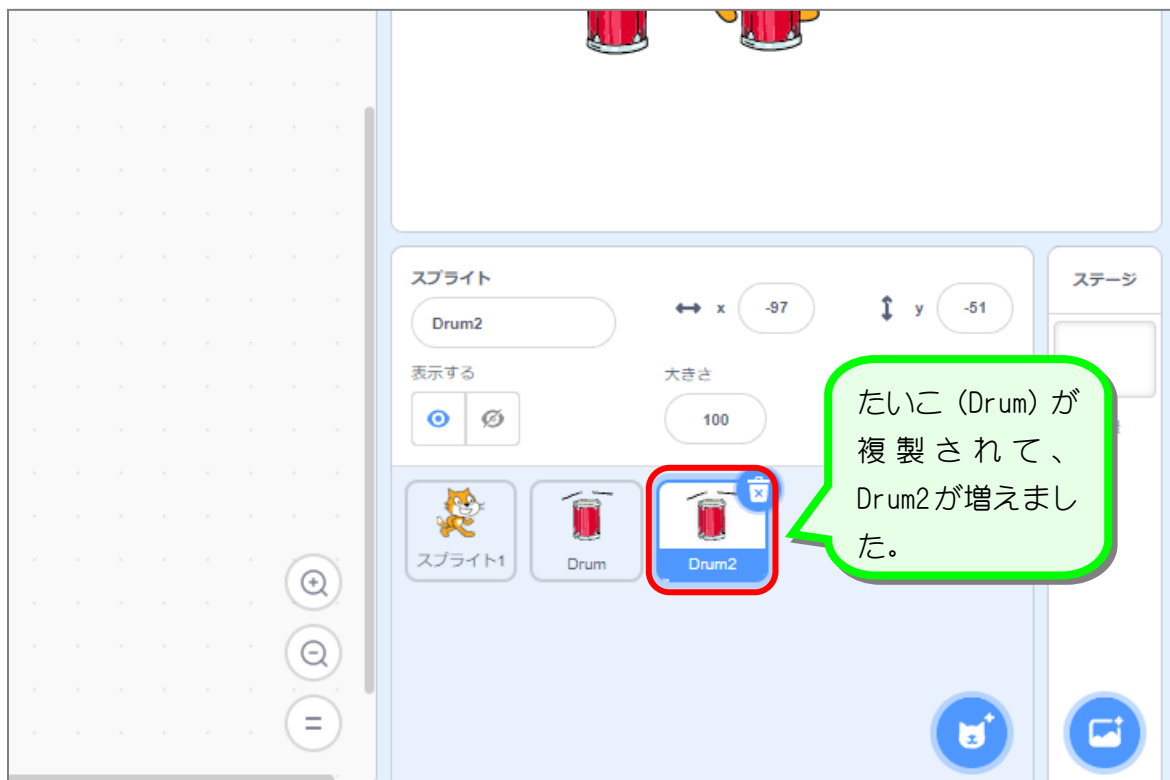 スプライト
ステージ
Drum2
x
-97
y
-51
表示する
大きさ
100
たいこ（Drum）が
複製されて、
Drum2が増えまし
た。
スプライト1
Drum
Drum2